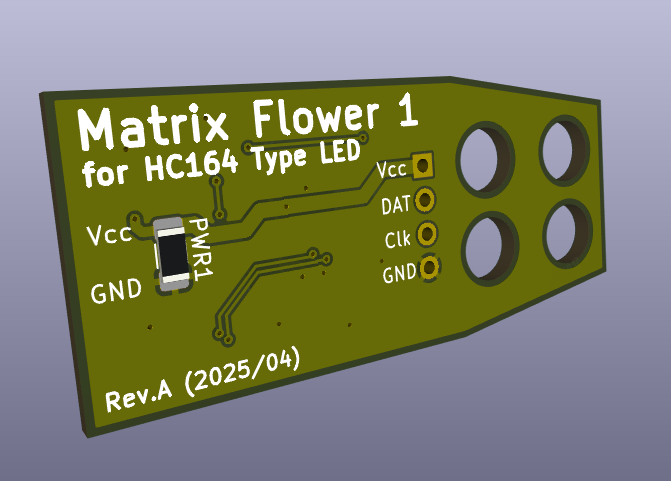 Matrix Flower 1
for HC164 Type LED
Vcc
DAT
Clk
GND
Vcc
GND
PWR1
Rev.A (2025/04)